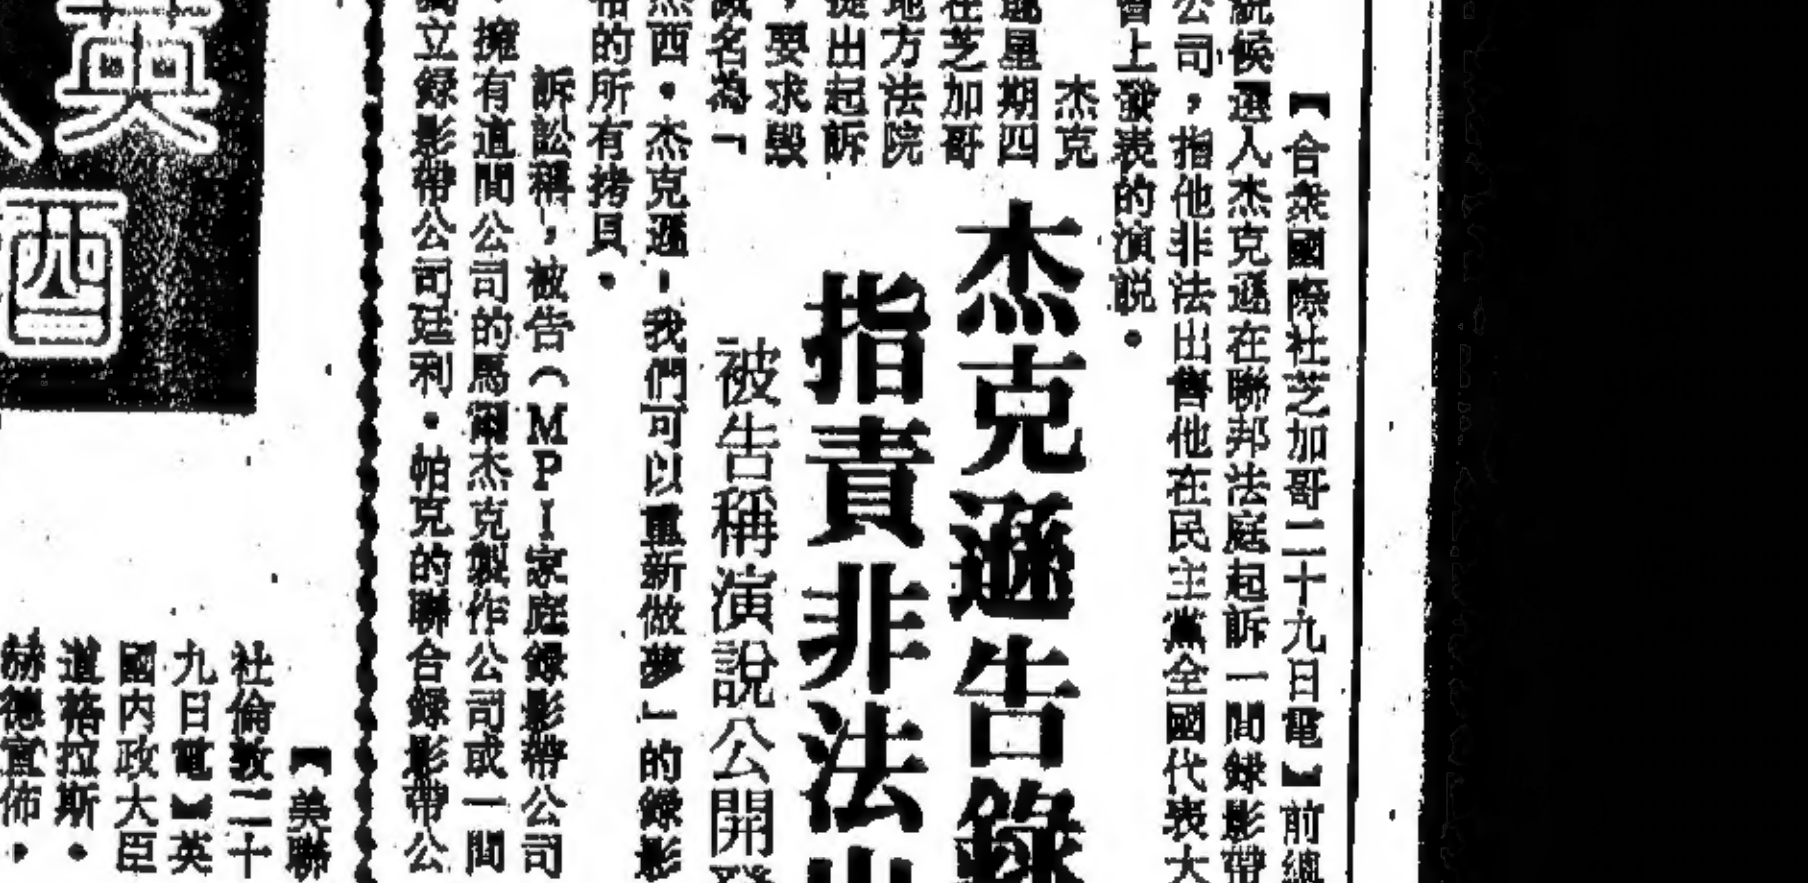 【合衆國際社芝加哥二十九日電】前總
統候選人杰克遜在聯邦法庭起訴一間錄影帶
公司，指他非法出售他在民主黨全國代表大
會上發表的演説．
杰克遜告錄
指責非法出
被告稱演說公開發
杰克
星期四
在芝加哥
地方法院
提出起訴
，要求毀
名為「
杰西．杰克遜－我們可以重新做夢」的錄影
的所有拷貝．
訴訟稱，被告（MPI家庭錄影帶公司
，擁有這間公司的馬爾杰克製作公司或一間
獨立錄影帶公司廷利．帕克的聯合錄影帶公
英
酒
【美聯
社倫敦二十
九日電】英
國内政大臣
道格拉斯．
赫德宣佈，